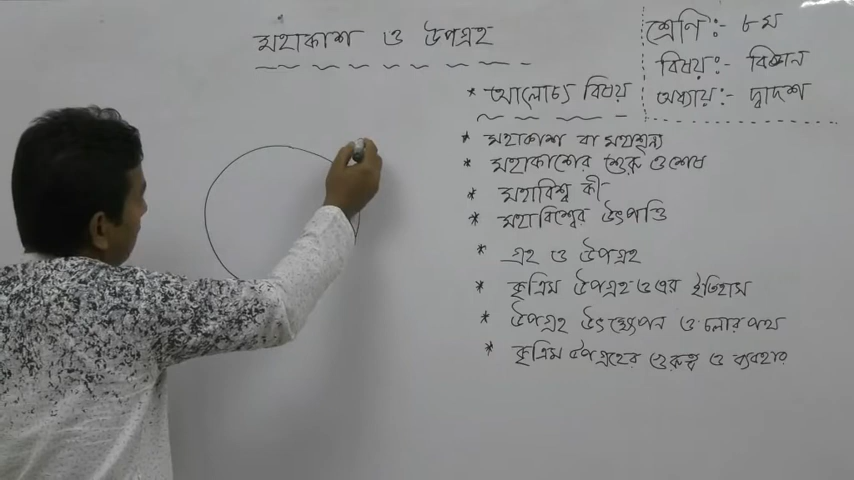 মহাকাশ ও উপগ্রহ
শ্রেণি:- ৮ম
বিষয়:- বিজ্ঞান
অধ্যায়:- দ্বাদশ
* আলোচ্য বিষয়
* মহাকাশ বা মহাশূন্য
* মহাকাশের শুরু ও শেষ
* মহাবিশ্ব কী-
* মহাবিশ্বের উৎপত্তি
* গ্রহ ও উপগ্রহ
* কৃত্রিম উপগ্রহ ও এর ইতিহাস
* উপগ্রহ উৎক্ষেপন ও চলার পথ
* কৃত্রিম উপগ্রহের গুরুত্ব ও ব্যবহার